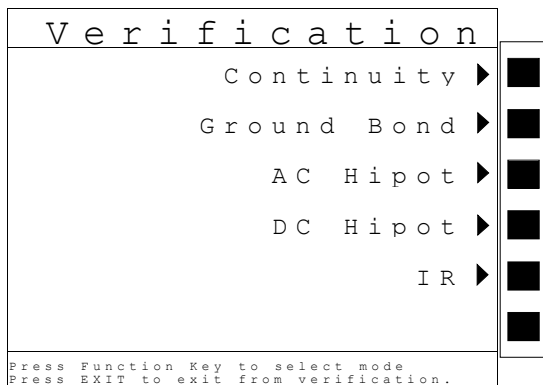 Verification
Continuity
Ground Bond
AC Hipot
DC Hipot
IR
Press Function Key to select mode
Press EXIT to exit from verification.